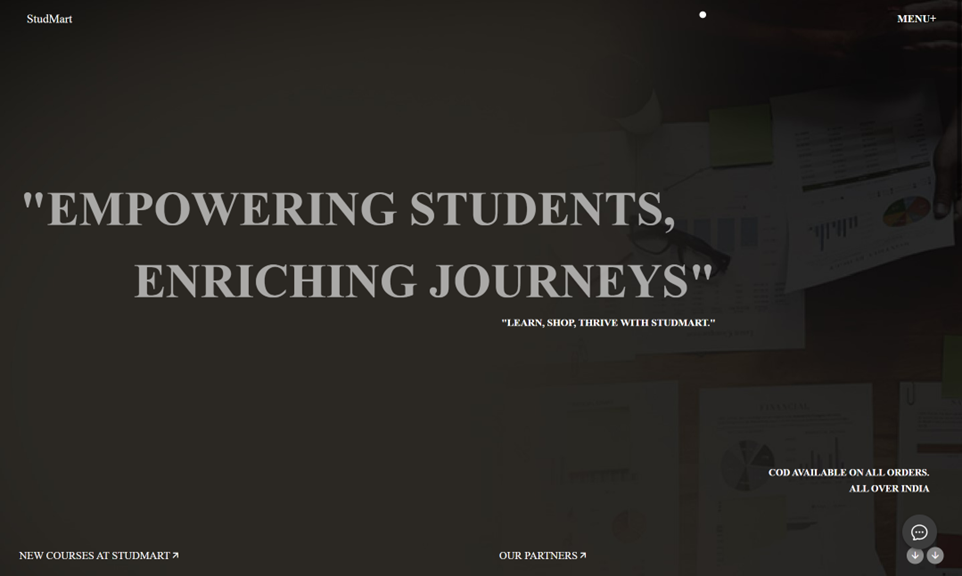 StudMart
MENU+
"EMPOWERING STUDENTS,
ENRICHING JOURNEYS"
"LEARN, SHOP, THRIVE WITH STUDMART."
FINANCIAL
COD AVAILABLE ON ALL ORDERS.
ALL OVER INDIA
NEW COURSES AT STUDMART
OUR PARTNERS